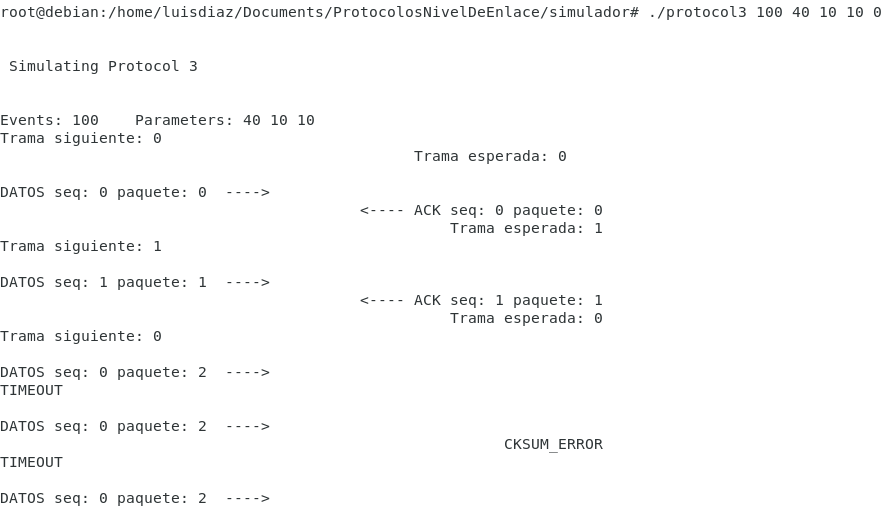 root@debian:/home/luisdiaz/Documents/ProtocolosNivelDeEnlace/simulador# ./protocol3 100 40 10 10 0
Simulating Protocol 3
Events: 100    Parameters: 40 10 10
Trama siguiente: 0
Trama esperada: 0
DATOS seq: 0 paquete: 0  ---->
<---- ACK seq: 0 paquete: 0
Trama esperada: 1
Trama siguiente: 1
DATOS seq: 1 paquete: 1  ---->
<---- ACK seq: 1 paquete: 1
Trama esperada: 0
Trama siguiente: 0
DATOS seq: 0 paquete: 2  ---->
TIMEOUT
DATOS seq: 0 paquete: 2  ---->
CKSUM_ERROR
TIMEOUT
DATOS seq: 0 paquete: 2  ---->